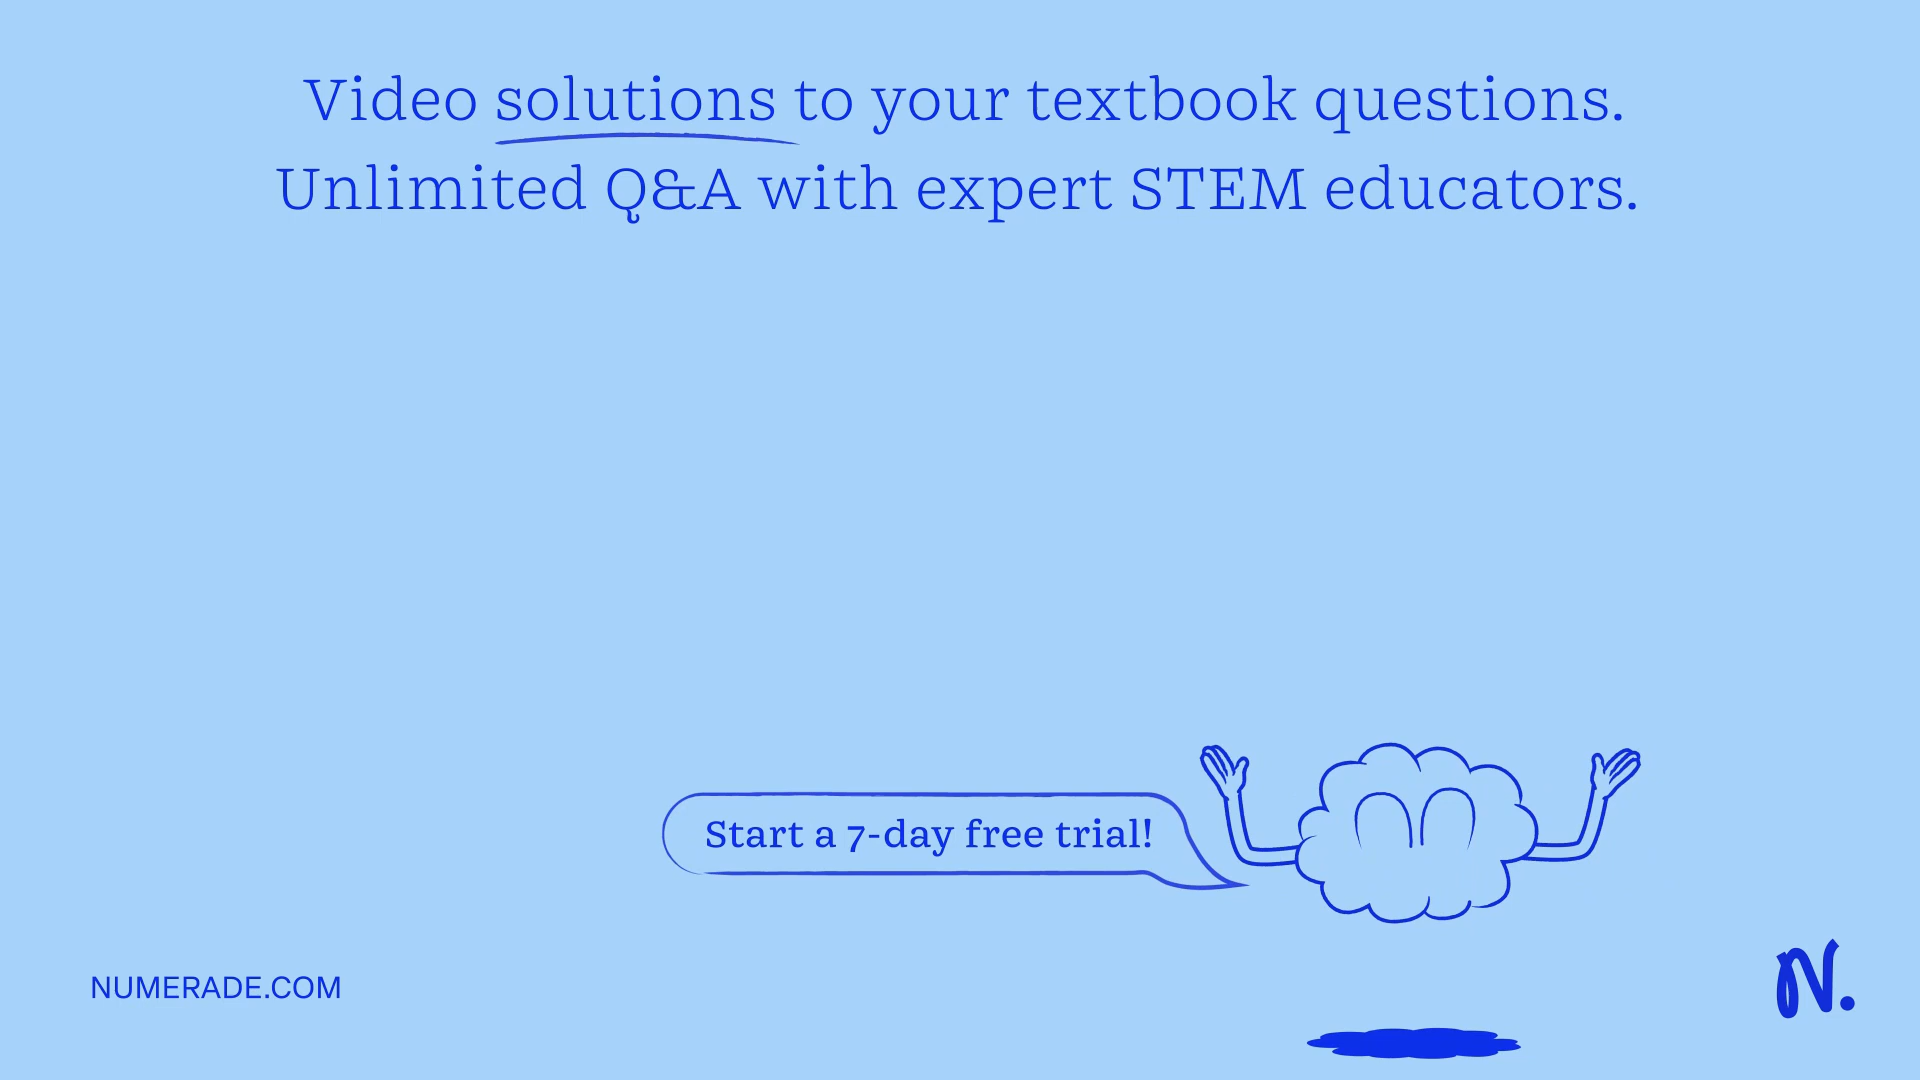 Video solutions to your textbook questions.
Unlimited Q&A with expert STEM educators.
Start a 7-day free trial!
NUMERADE.COM
N.